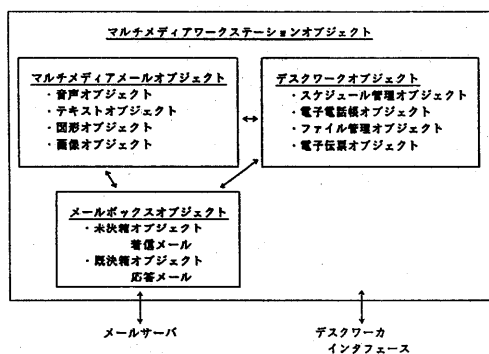 マルチメディアワークステーションオブジェクト
マルチメディアメールオブジェクト
・音声オブジェクト
・テキストオブジェクト
・図形オブジェクト
・画像オブジェクト
デスクワークオブジェクト
・スケジュール管理オブジェクト
・電子電話帳オブジェクト
・ファイル管理オブジェクト
・電子伝票オブジェクト
メールボックスオブジェクト
・未決箱オブジェクト
着信メール
・既決箱オブジェクト
応答メール
メールサーバ
デスクワーカ
インタフェース